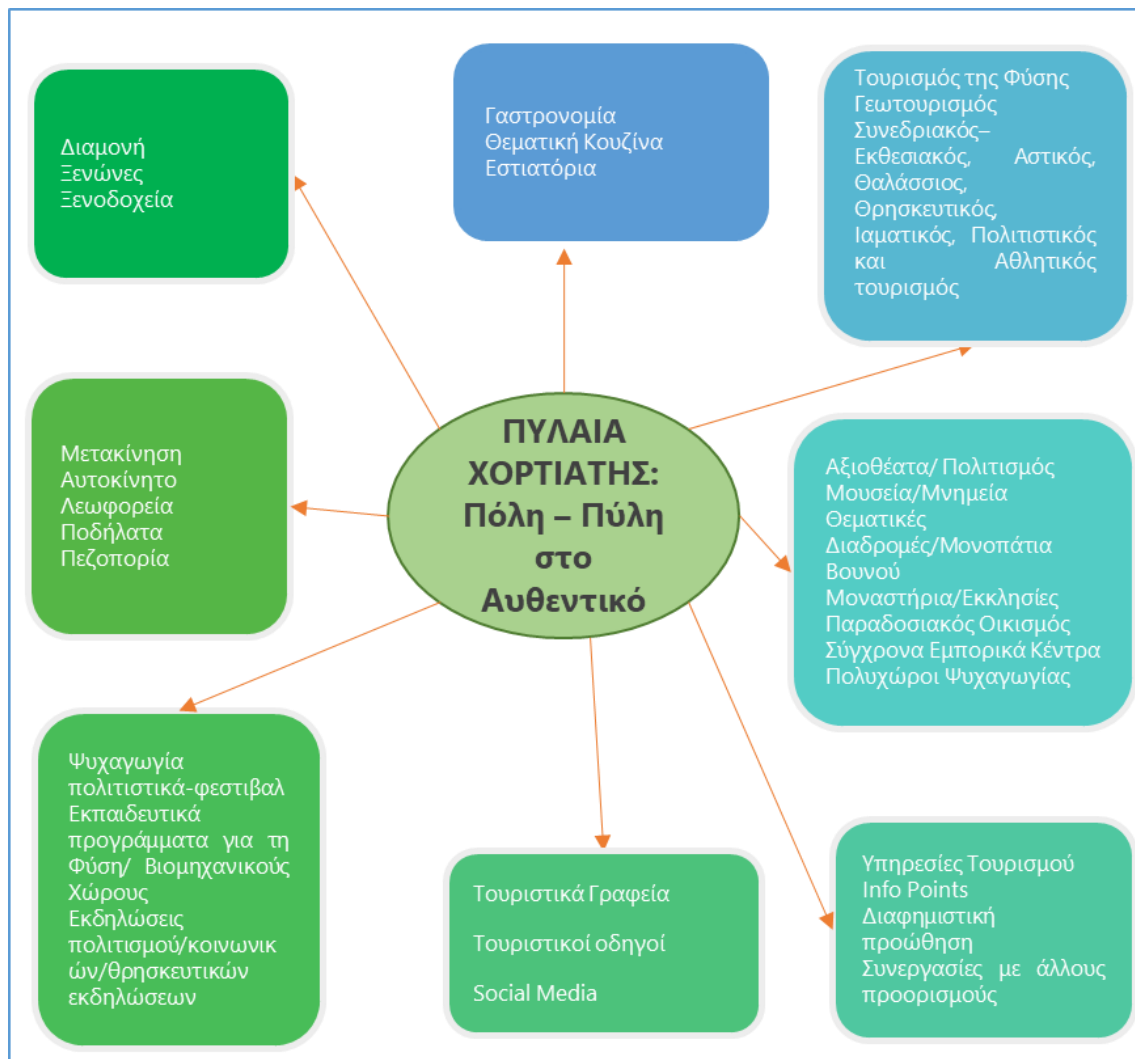 Διαμονή
Ξενώνες
Ξενοδοχεία
Γαστρονομία
Θεματική Κουζίνα
Εστιατόρια
Τουρισμός της Φύσης
Γεωτουρισμός
Συνεδριακός–
Εκθεσιακός, Αστικός,
Θαλάσσιος,
Θρησκευτικός,
Ιαματικός, Πολιτιστικός
και Αθλητικός
τουρισμός
Μετακίνηση
Αυτοκίνητο
Λεωφορεία
Ποδήλατα
Πεζοπορία
ΠΥΛΑΙΑ
ΧΟΡΤΙΑΤΗΣ:
Πόλη – Πύλη
στο
Αυθεντικό
Αξιοθέατα/ Πολιτισμός
Μουσεία/Μνημεία
Θεματικές
Διαδρομές/Μονοπάτια
Βουνού
Μοναστήρια/Εκκλησίες
Παραδοσιακός Οικισμός
Σύγχρονα Εμπορικά Κέντρα
Πολυχώροι Ψυχαγωγίας
Ψυχαγωγία
πολιτιστικά-φεστιβαλ
Εκπαιδευτικά
προγράμματα για τη
Φύση/ Βιομηχανικούς
Χώρους
Εκδηλώσεις
πολιτισμού/κοινωνικ
ών/θρησκευτικών
εκδηλώσεων
Τουριστικά Γραφεία
Τουριστικοί οδηγοί
Social Media
Υπηρεσίες Τουρισμού
Info Points
Διαφημιστική
προώθηση
Συνεργασίες με άλλους
προορισμούς